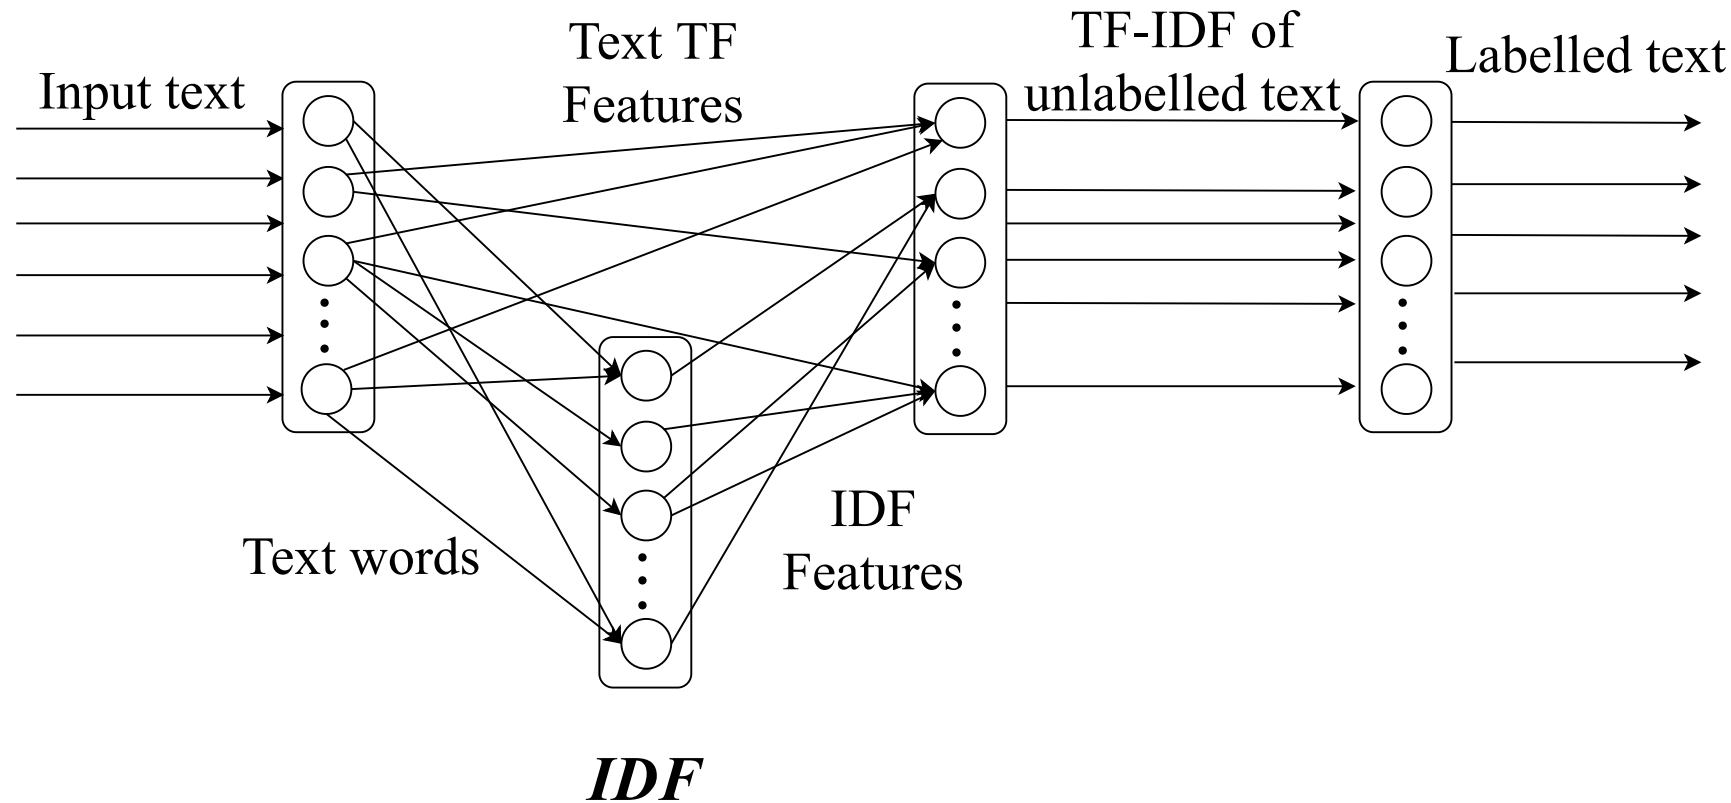 Input text
Text TF
Features
TF-IDF of
unlabelled text
Labelled text
Text words
IDF
Features
IDF